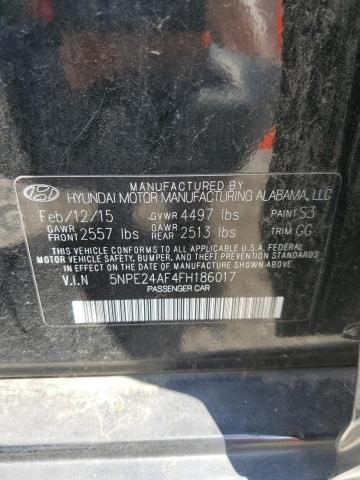 MANUFACTURED BY
HYUNDAI MOTOR MANUFACTURING ALABAMA, LLC
Feb/12/15 GVWR 4497 lbs PAINT S3
GAWR FRONT 2557 lbs GAWR REAR 2513 lbs TRIM GG
THIS VEHICLE CONFORMS TO ALL APPLICABLE U.S.A. FEDERAL
MOTOR VEHICLE SAFETY, BUMPER, AND THEFT PREVENTION STANDARDS
IN EFFECT ON THE DATE OF MANUFACTURE SHOWN ABOVE.
V.I.N 5NPE24AF4FH186017
PASSENGER CAR